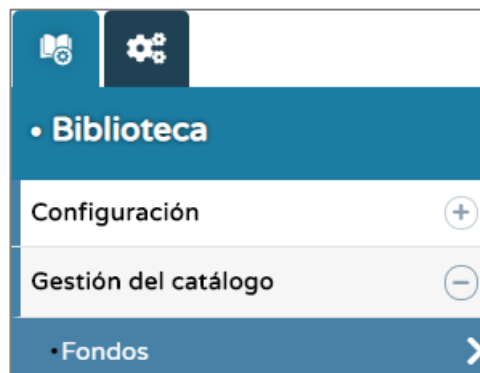 • Biblioteca
Configuración
Gestión del catálogo
•Fondos